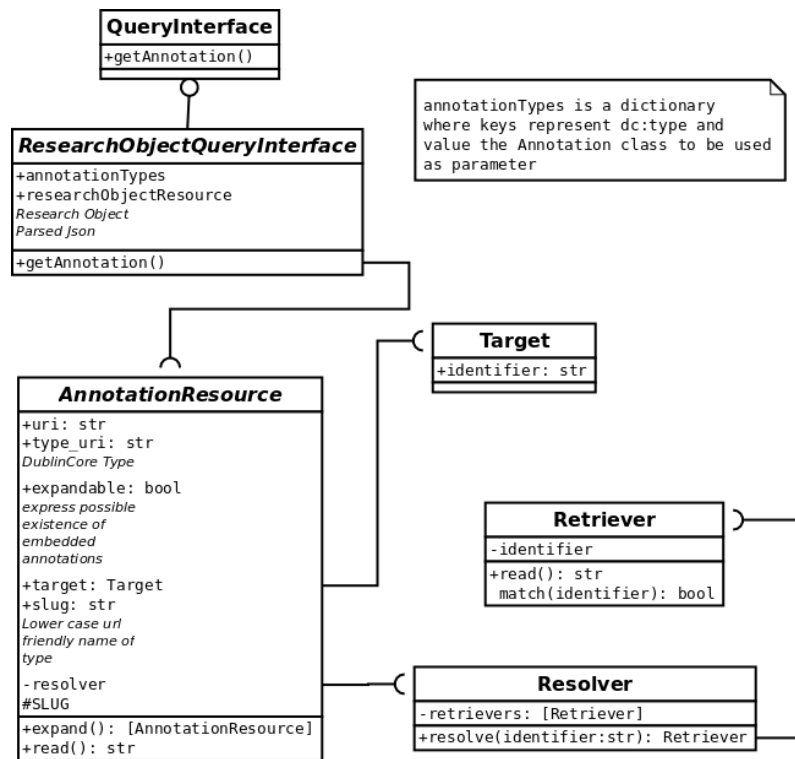 QueryInterface
+getAnnotation()
ResearchObjectQueryInterface
+annotationTypes
+researchObjectResource
Research Object
Parsed Json
+getAnnotation()
annotationTypes is a dictionary
where keys represent dc:type and
value the Annotation class to be used
as parameter
Target
+identifier: str
AnnotationResource
+uri: str
+type_uri: str
DublinCore Type
+expandable: bool
express possible
existence of
embedded
annotations
+target: Target
+slug: str
Lower case url
friendly name of
type
-resolver
#SLUG
+expand(): [AnnotationResource]
+read(): str
Retriever
-identifier
+read(): str
match(identifier): bool
Resolver
-retrievers: [Retriever]
+resolve(identifier:str): Retriever